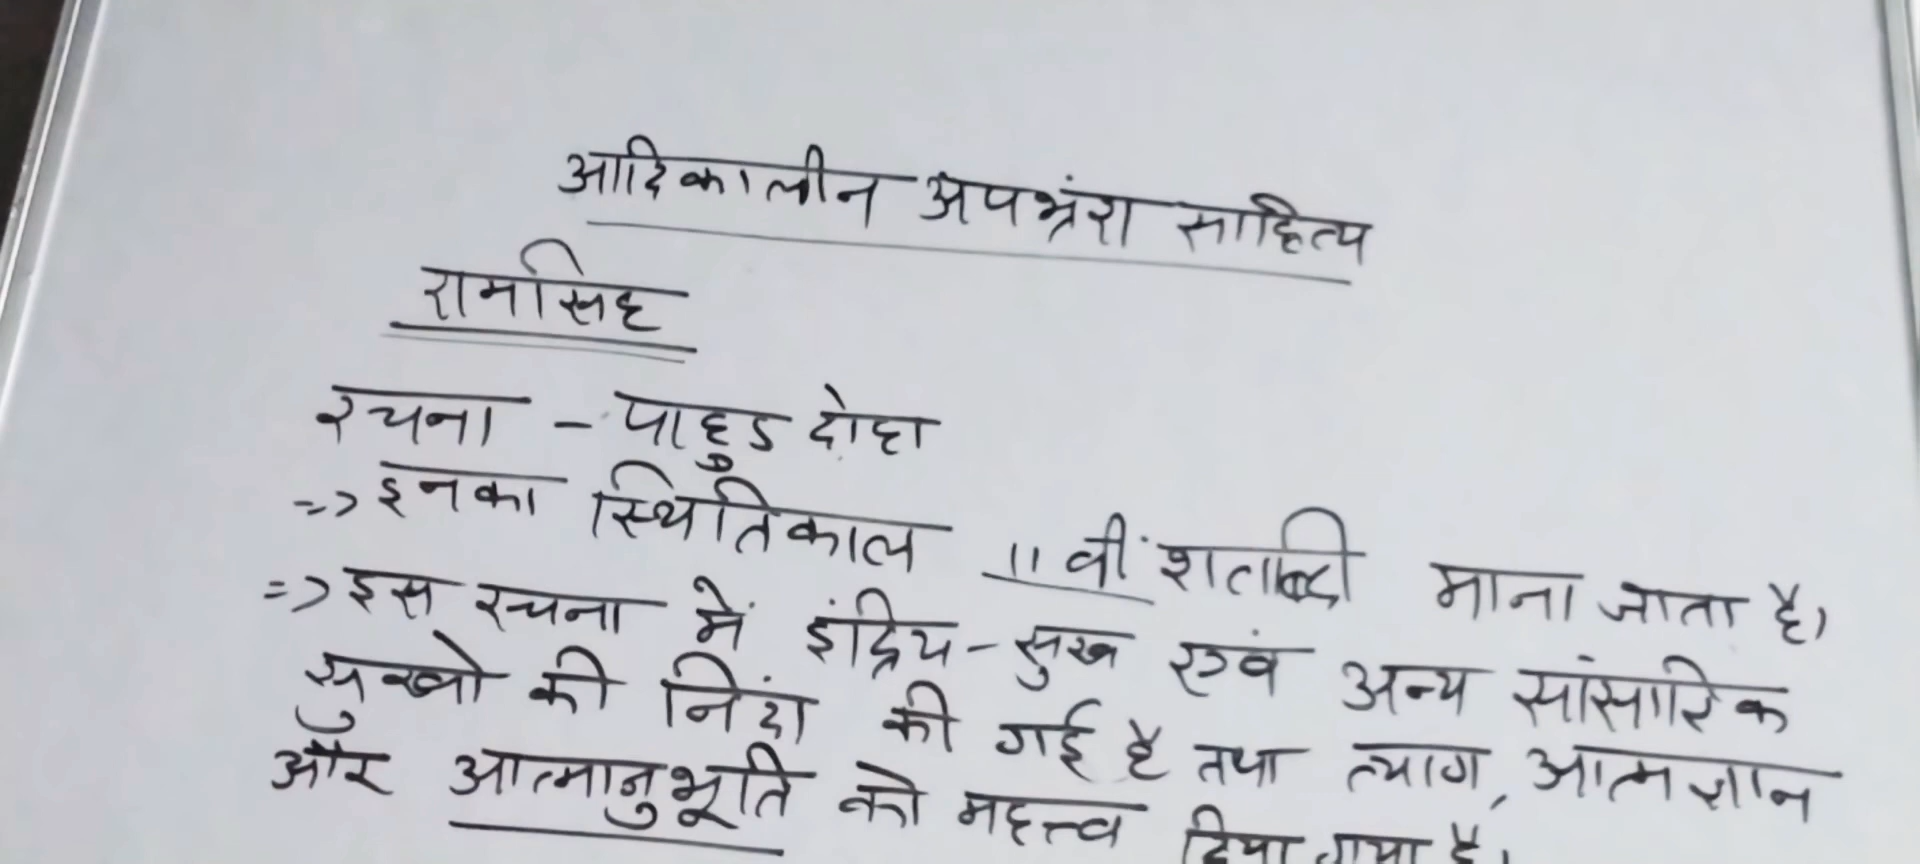 आदिकालीन अपभ्रंश साहित्य
रामसिंह
रचना - पाहुड दोहा
=> इनका स्थितिकाल 11 वीं शताब्दी माना जाता है।
=> इस रचना में इंद्रिय-सुख एवं अन्य सांसारिक
सुखो की निंदा की गई है तथा त्याग, आत्मज्ञान
और आत्मानुभूति को महत्त्व दिया गया है।